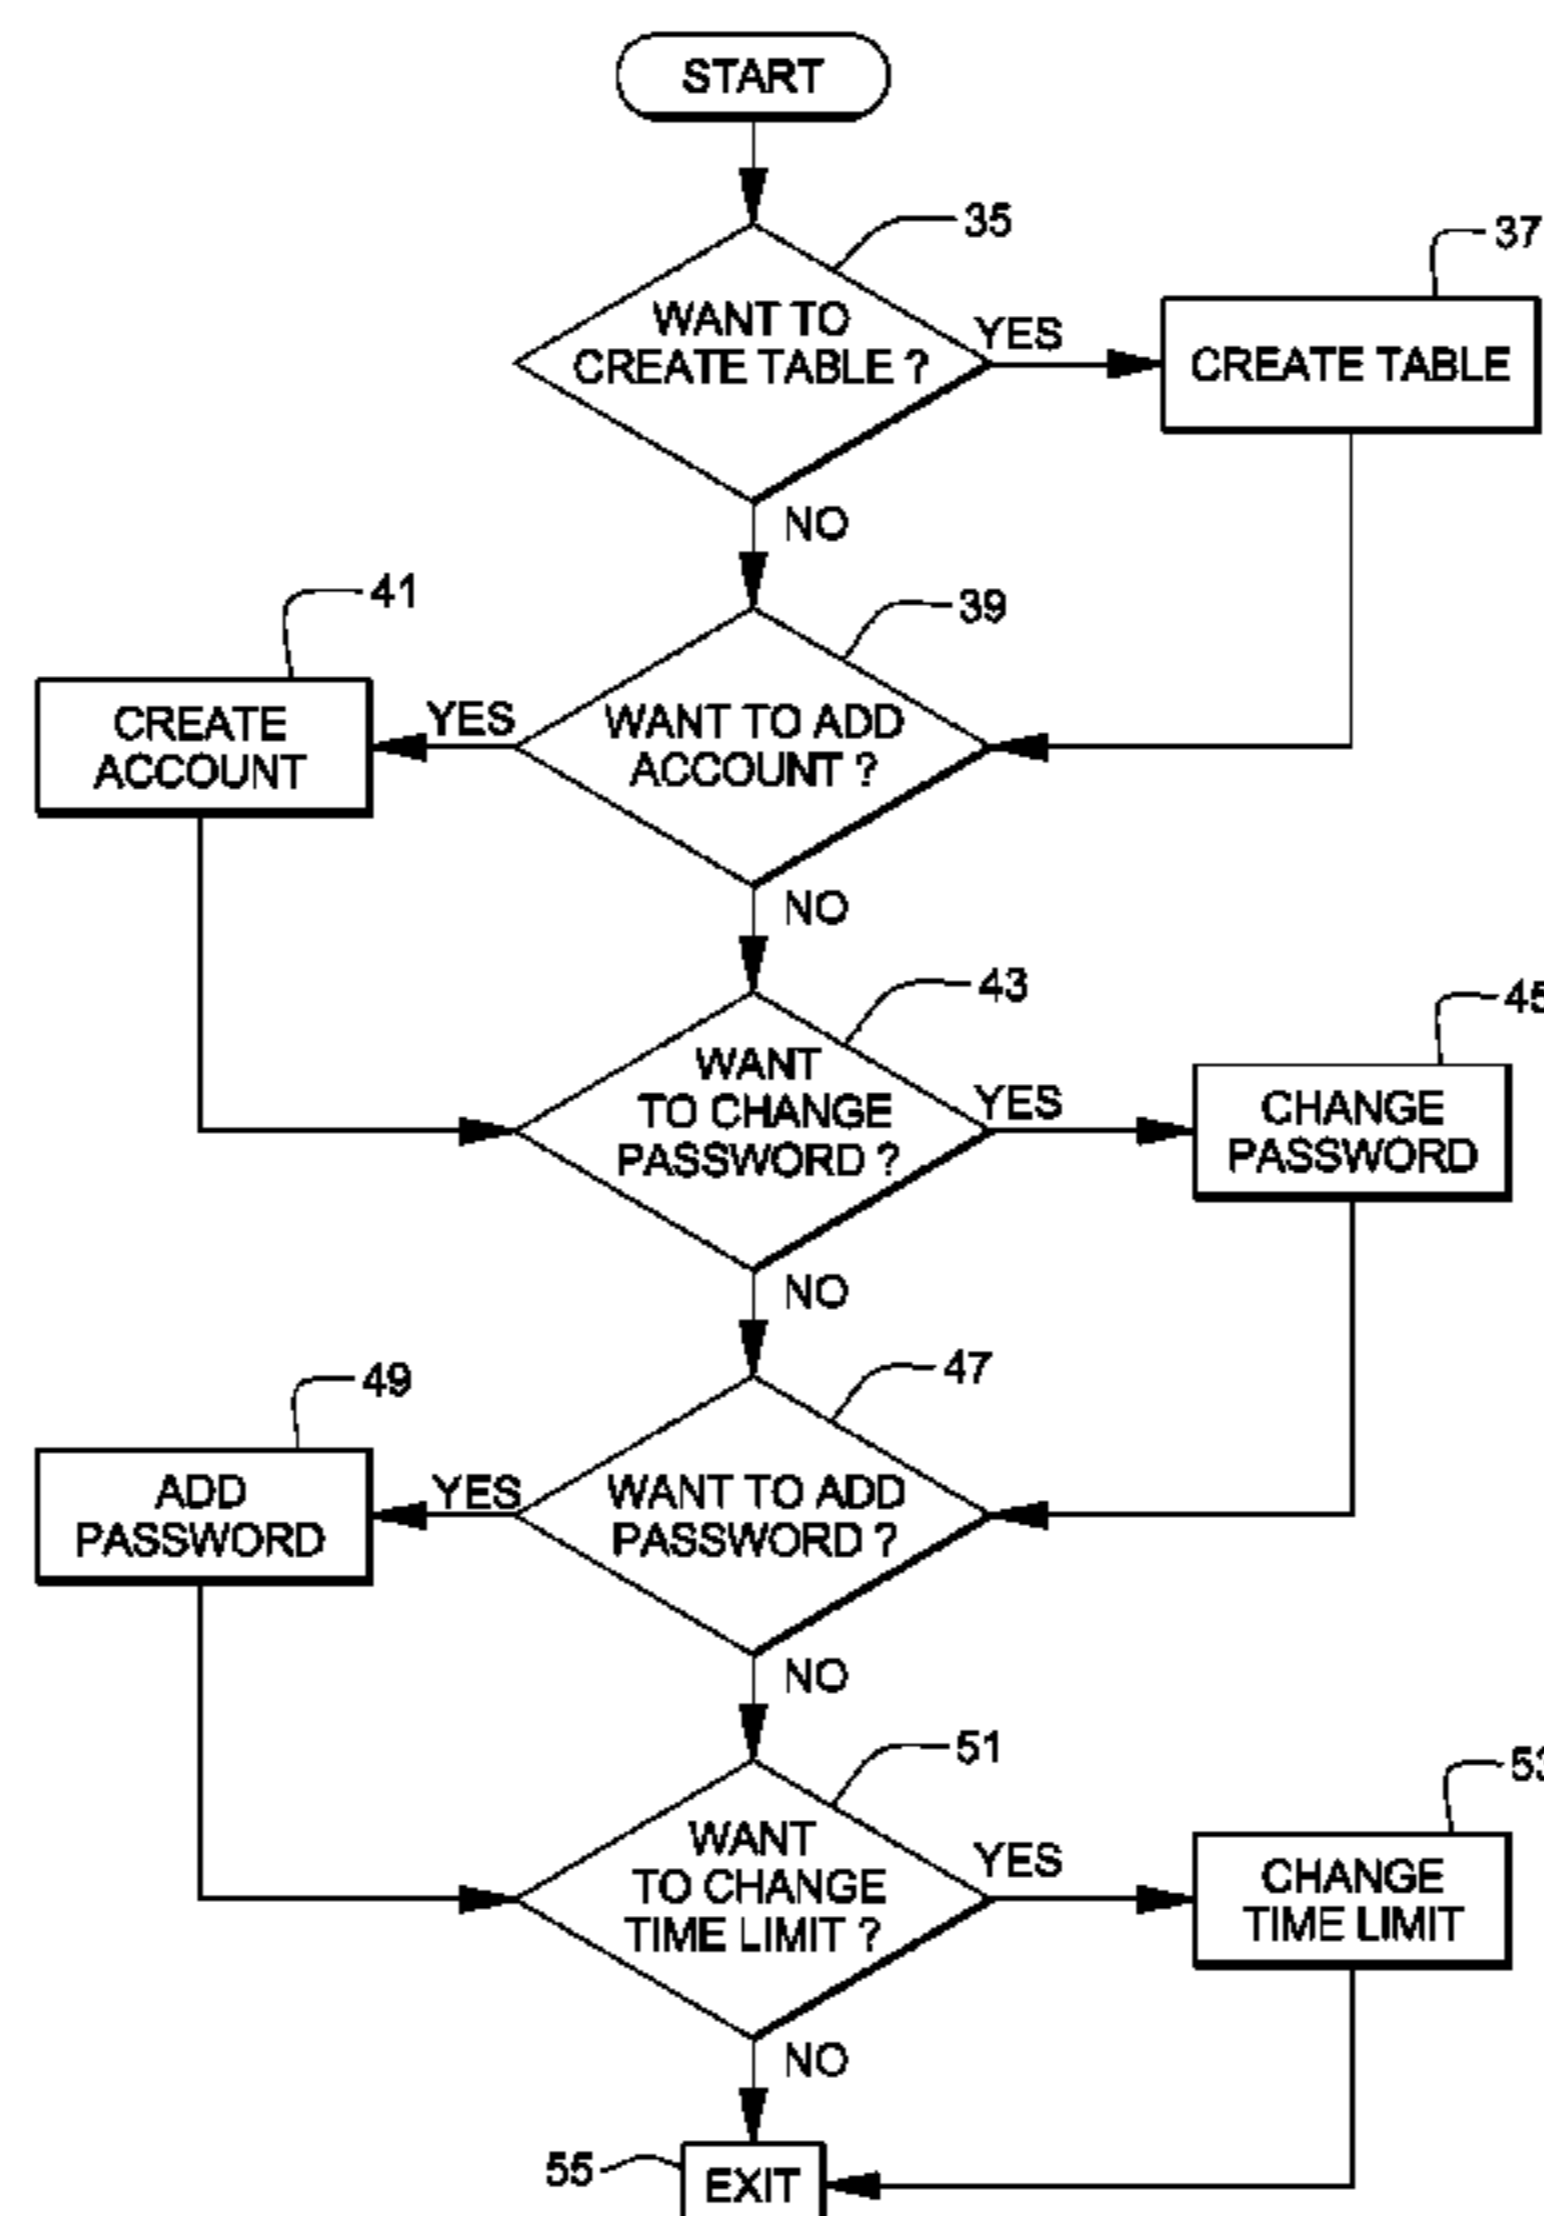 START
35
37
WANT TO
CREATE TABLE ?
YES
CREATE TABLE
NO
41
39
CREATE
ACCOUNT
YES
WANT TO ADD
ACCOUNT ?
NO
43
45
WANT
TO CHANGE
PASSWORD ?
YES
CHANGE
PASSWORD
NO
49
47
ADD
PASSWORD
YES
WANT TO ADD
PASSWORD ?
NO
51
53
WANT
TO CHANGE
TIME LIMIT ?
YES
CHANGE
TIME LIMIT
NO
55
EXIT